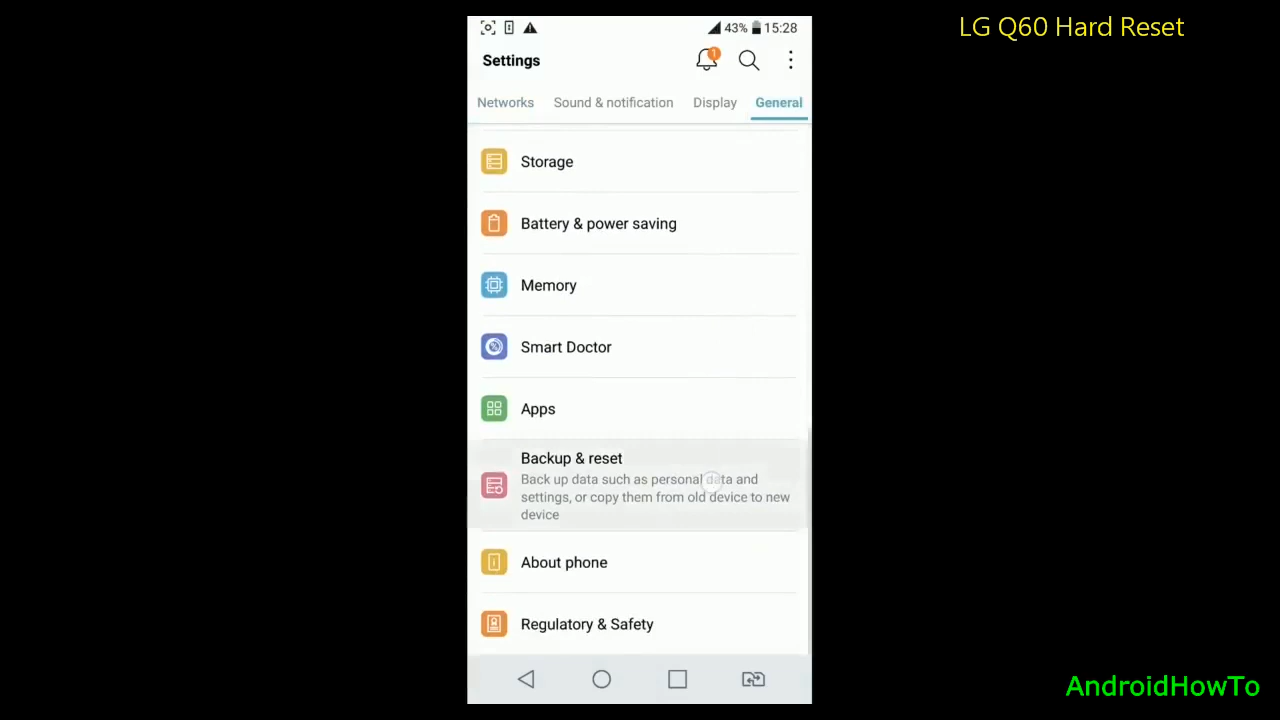 LG Q60 Hard Reset
43% 15:28
Settings
1
Networks Sound & notification Display General
Storage
Battery & power saving
Memory
Smart Doctor
Apps
Backup & reset
Back up data such as personal data and
settings, or copy them from old device to new
device
About phone
Regulatory & Safety
AndroidHowTo